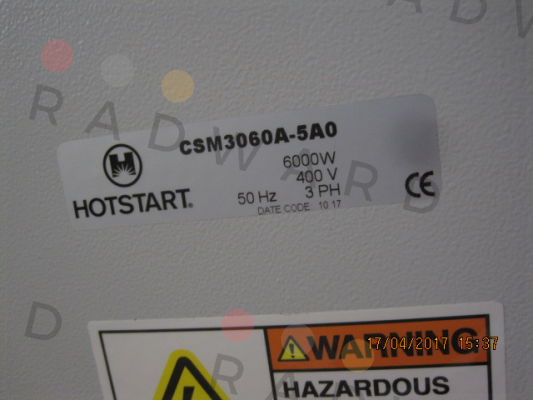 RADWARD
CSM3060A-5A0
6000W
400 V
50 Hz 3 PH
DATE CODE: 10 17
HOTSTART®
CE
WARNING
17/04/2017 15:37
HAZARDOUS